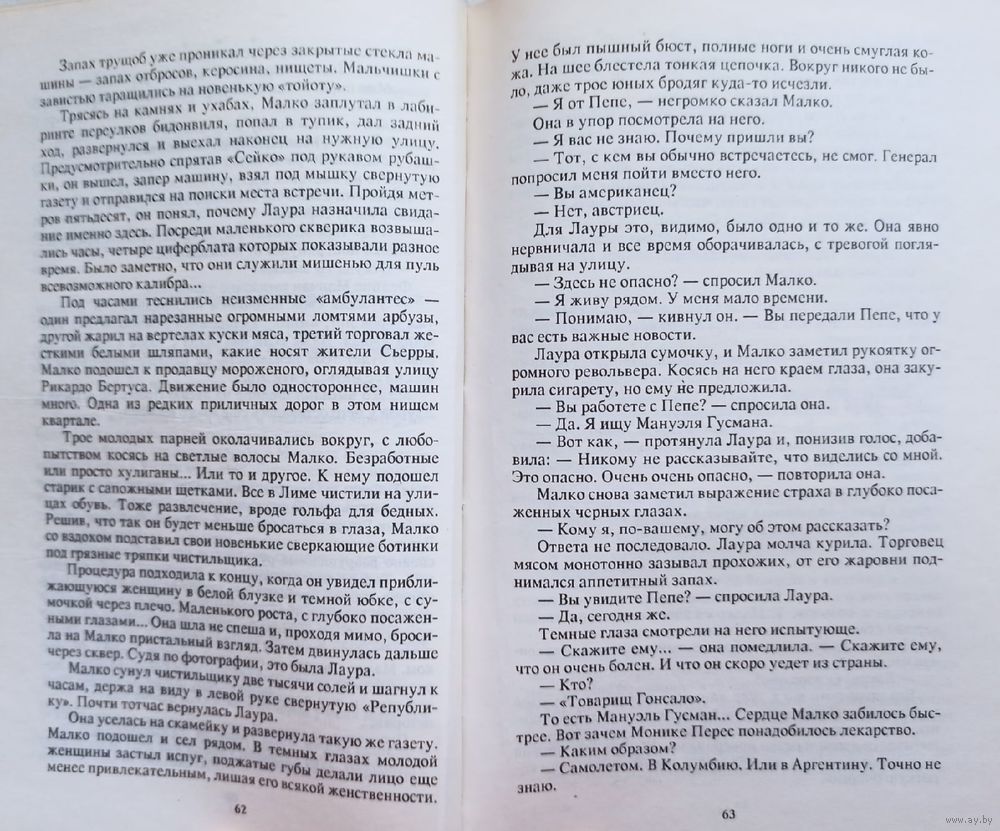 Запах трущоб уже проникал через закрытые стекла ма-
шины — запах отбросов, керосина, нищеты. Мальчишки с
завистью таращились на новенькую «тойоту».
Трясясь на камнях и ухабах, Малко заплутал в лаби-
ринте переулков бидонвиля, попал в тупик, дал задний
ход, развернулся и выехал наконец на нужную улицу.
Предусмотрительно спрятав «Сейко» под рукавом рубаш-
ки, он вышел, запер машину, взял под мышку свернутую
газету и отправился на поиски места встречи. Пройдя мет-
ров пятьдесят, он понял, почему Лаура назначила свида-
ние именно здесь. Посреди маленького скверика возвыша-
лись часы, четыре циферблата которых показывали разное
время. Было заметно, что они служили мишенью для пуль
всевозможного калибра...
Под часами теснились неизменные «амбулантес» —
один предлагал нарезанные огромными ломтями арбузы,
другой жарил на вертелах куски мяса, третий торговал же-
сткими белыми шляпами, какие носят жители Сьерры.
Малко подошел к продавцу мороженого, оглядывая улицу
Рикардо Бертуса. Движение было одностороннее, машин
много. Одна из редких приличных дорог в этом нищем
квартале.
Трое молодых парней околачивались вокруг, с любо-
пытством косясь на светлые волосы Малко. Безработные
или просто хулиганы... Или то и другое. К нему подошел
старик с сапожными щетками. Все в Лиме чистили на ули-
цах обувь. Тоже развлечение, вроде гольфа для бедных.
Решив, что так он будет меньше бросаться в глаза, Малко
со вздохом подставил свои новенькие сверкающие ботинки
под грязные тряпки чистильщика.
Процедура подходила к концу, когда он увидел прибли-
жающуюся женщину в белой блузке и темной юбке, с су-
мочкой через плечо. Маленького роста, с глубоко посажен-
ными глазами... Она шла не спеша и, проходя мимо, броси-
ла на Малко пристальный взгляд. Затем двинулась дальше
через сквер. Судя по фотографии, это была Лаура.
Малко сунул чистильщику две тысячи солей и шагнул к
часам, держа на виду в левой руке свернутую «Републи-
ку». Почти тотчас вернулась Лаура.
Она уселась на скамейку и развернула такую же газету.
Малко подошел и сел рядом. В темных глазах молодой
женщины застыл испуг, поджатые губы делали лицо еще
менее привлекательным, лишая его всякой женственности.
62
У нее был пышный бюст, полные ноги и очень смуглая ко-
жа. На шее блестела тонкая цепочка. Вокруг никого не бы-
ло, даже трое юных бродяг куда-то исчезли.
— Я от Пепе, — негромко сказал Малко.
Она в упор посмотрела на него.
— Я вас не знаю. Почему пришли вы?
— Тот, с кем вы обычно встречаетесь, не смог. Генерал
попросил меня пойти вместо него.
— Вы американец?
— Нет, австриец.
Для Лауры это, видимо, было одно и то же. Она явно
нервничала и все время оборачивалась, с тревогой погля-
дывая на улицу.
— Здесь не опасно? — спросил Малко.
— Я живу рядом. У меня мало времени.
— Понимаю, — кивнул он. — Вы передали Пепе, что у
вас есть важные новости.
Лаура открыла сумочку, и Малко заметил рукоятку ог-
ромного револьвера. Косясь на него краем глаза, она заку-
рила сигарету, но ему не предложила.
— Вы работете с Пепе? — спросила она.
— Да. Я ищу Мануэля Гусмана.
— Вот как, — протянула Лаура и, понизив голос, доба-
вила: — Никому не рассказывайте, что виделись со мной.
Это опасно. Очень очень опасно, — повторила она.
Малко снова заметил выражение страха в глубоко поса-
женных черных глазах.
— Кому я, по-вашему, могу об этом рассказать?
Ответа не последовало. Лаура молча курила. Торговец
мясом монотонно зазывал прохожих, от его жаровни под-
нимался аппетитный запах.
— Вы увидите Пепе? — спросила Лаура.
— Да, сегодня же.
Темные глаза смотрели на него испытующе.
— Скажите ему... — она помедлила. — Скажите ему,
что он очень болен. И что он скоро уедет из страны.
— Кто?
— «Товарищ Гонсало».
То есть Мануэль Гусман... Сердце Малко забилось быс-
трее. Вот зачем Монике Перес понадобилось лекарство.
— Каким образом?
— Самолетом. В Колумбию. Или в Аргентину. Точно не
знаю.
63
www.ay.by